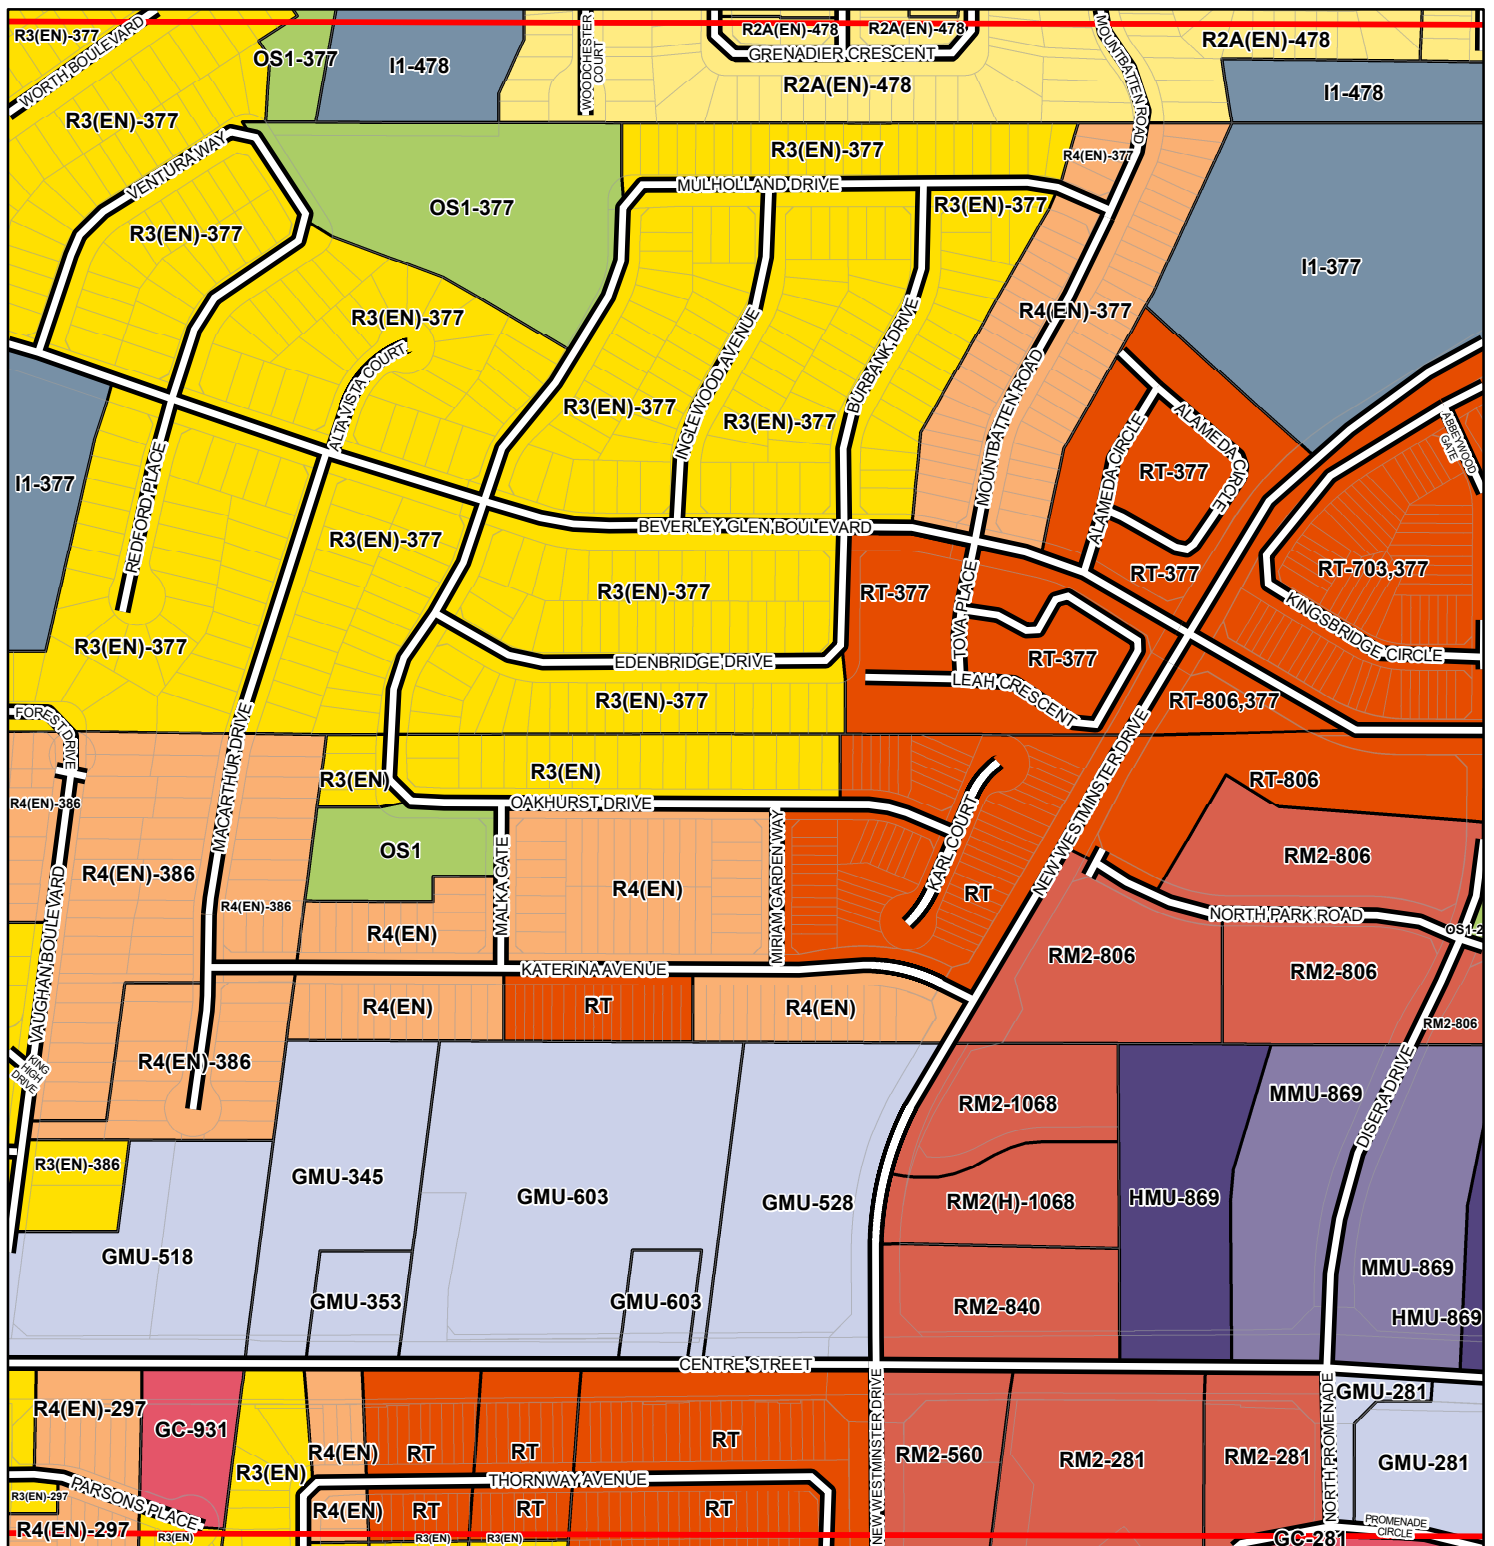 R3(EN)-377
WORTH BOULEVARD
OS1-377
I1-478
WOODCHESTER
COURT
R2A(EN)-478
R2A(EN)-478
GRENADIER CRESCENT
R2A(EN)-478
MOUNTBATTEN ROAD
R2A(EN)-478
I1-478
R3(EN)-377
VENTURA WAY
R3(EN)-377
OS1-377
R3(EN)-377
MULHOLLAND DRIVE
R3(EN)-377
R4(EN)-377
I1-377
R3(EN)-377
ALTA VISTA COURT
R3(EN)-377
INGLEWOOD AVENUE
R3(EN)-377
BURBANK DRIVE
R4(EN)-377
MOUNTBATTEN ROAD
ALAMEDA CIRCLE
ALAMEDA CIRCLE
RT-377
ABBEYWOOD
GATE
I1-377
REDFORD PLACE
R3(EN)-377
BEVERLEY GLEN BOULEVARD
RT-377
RT-703,377
R3(EN)-377
RT-377
TOVA PLACE
KINGSBRIDGE CIRCLE
R3(EN)-377
EDENBRIDGE DRIVE
RT-377
LEAH CRESCENT
R3(EN)-377
RT-806,377
FOREST DRIVE
MACARTHUR DRIVE
NEW WESTMINSTER DRIVE
R3(EN)
R3(EN)
RT-806
R4(EN)-386
OAKHURST DRIVE
KARL COURT
OS1
MALKA GATE
MIRIAM GARDEN WAY
RM2-806
R4(EN)-386
R4(EN)
RT
R4(EN)-386
R4(EN)
NORTH PARK ROAD
OS1-2
VAUGHAN BOULEVARD
KATERINA AVENUE
RM2-806
RM2-806
R4(EN)
RT
R4(EN)
RM2-806
KING
HIGH
DRIVE
R4(EN)-386
RM2-1068
MMU-869
DISERA DRIVE
R3(EN)-386
GMU-345
GMU-603
GMU-528
RM2(H)-1068
HMU-869
GMU-518
GMU-353
GMU-603
RM2-840
MMU-869
HMU-869
CENTRE STREET
R4(EN)-297
GC-931
R3(EN)
R4(EN)
RT
RT
RT
NEW WESTMINSTER DRIVE
RM2-560
RM2-281
RM2-281
NORTH PROMENADE
GMU-281
GMU-281
THORNWAY AVENUE
R3(EN)-297
PARSONS PLACE
R4(EN)
RT
RT
RT
R4(EN)-297
R3(EN)
R3(EN)
R3(EN)
PROMENADE
CIRCLE
GC-281